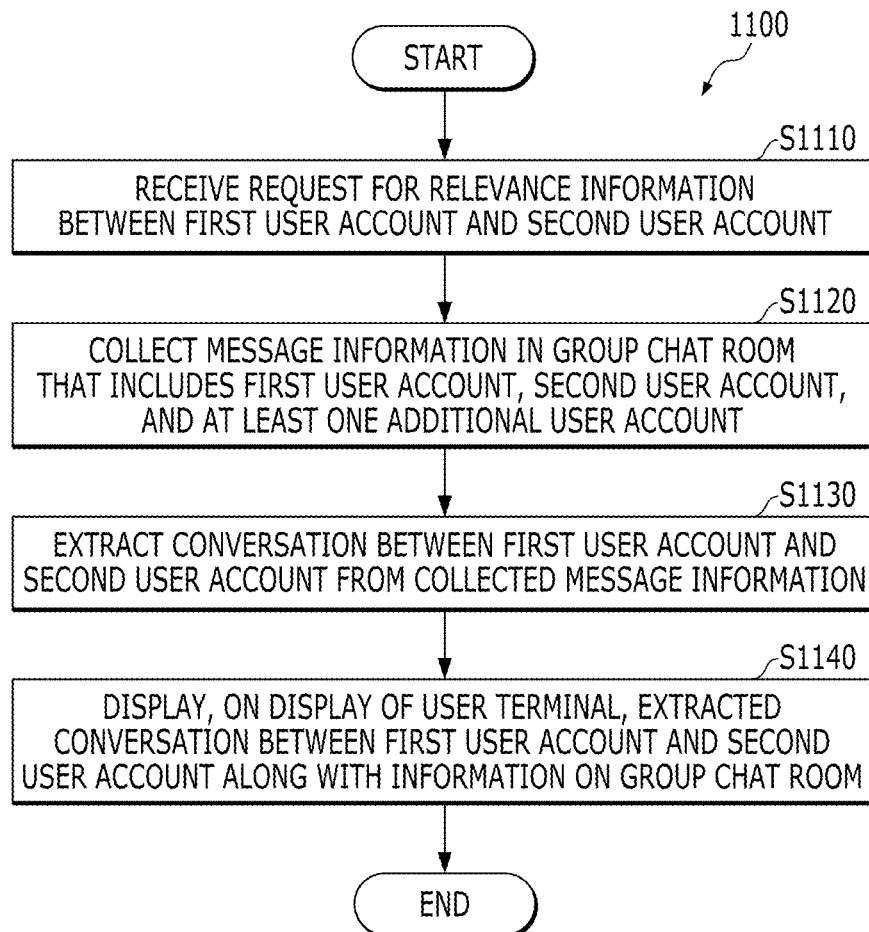 1100
START
S1110
RECEIVE REQUEST FOR RELEVANCE INFORMATION
BETWEEN FIRST USER ACCOUNT AND SECOND USER ACCOUNT
S1120
COLLECT MESSAGE INFORMATION IN GROUP CHAT ROOM
THAT INCLUDES FIRST USER ACCOUNT, SECOND USER ACCOUNT,
AND AT LEAST ONE ADDITIONAL USER ACCOUNT
S1130
EXTRACT CONVERSATION BETWEEN FIRST USER ACCOUNT AND
SECOND USER ACCOUNT FROM COLLECTED MESSAGE INFORMATION
S1140
DISPLAY, ON DISPLAY OF USER TERMINAL, EXTRACTED
CONVERSATION BETWEEN FIRST USER ACCOUNT AND SECOND
USER ACCOUNT ALONG WITH INFORMATION ON GROUP CHAT ROOM
END